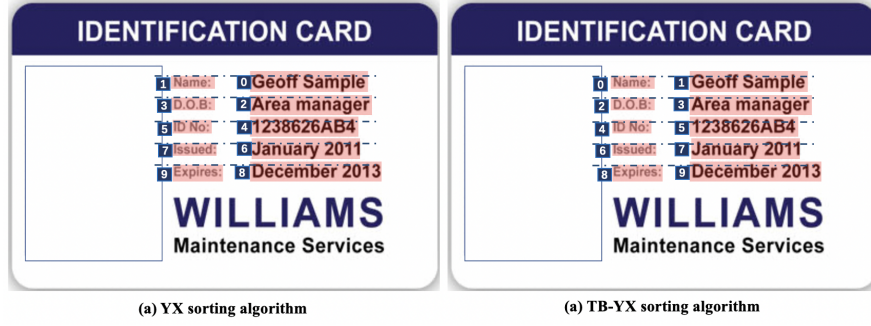 IDENTIFICATION CARD
1 Name: 0 Geoff Sample
3 D.O.B: 2 Area manager
5 ID No: 4 1238626AB4
7 Issued: 6 January 2011
9 Expires: 8 December 2013
WILLIAMS
Maintenance Services
(a) YX sorting algorithm
IDENTIFICATION CARD
0 Name: 1 Geoff Sample
2 D.O.B: 3 Area manager
4 ID No: 5 1238626AB4
6 Issued: 7 January 2011
8 Expires: 9 December 2013
WILLIAMS
Maintenance Services
(a) TB-YX sorting algorithm